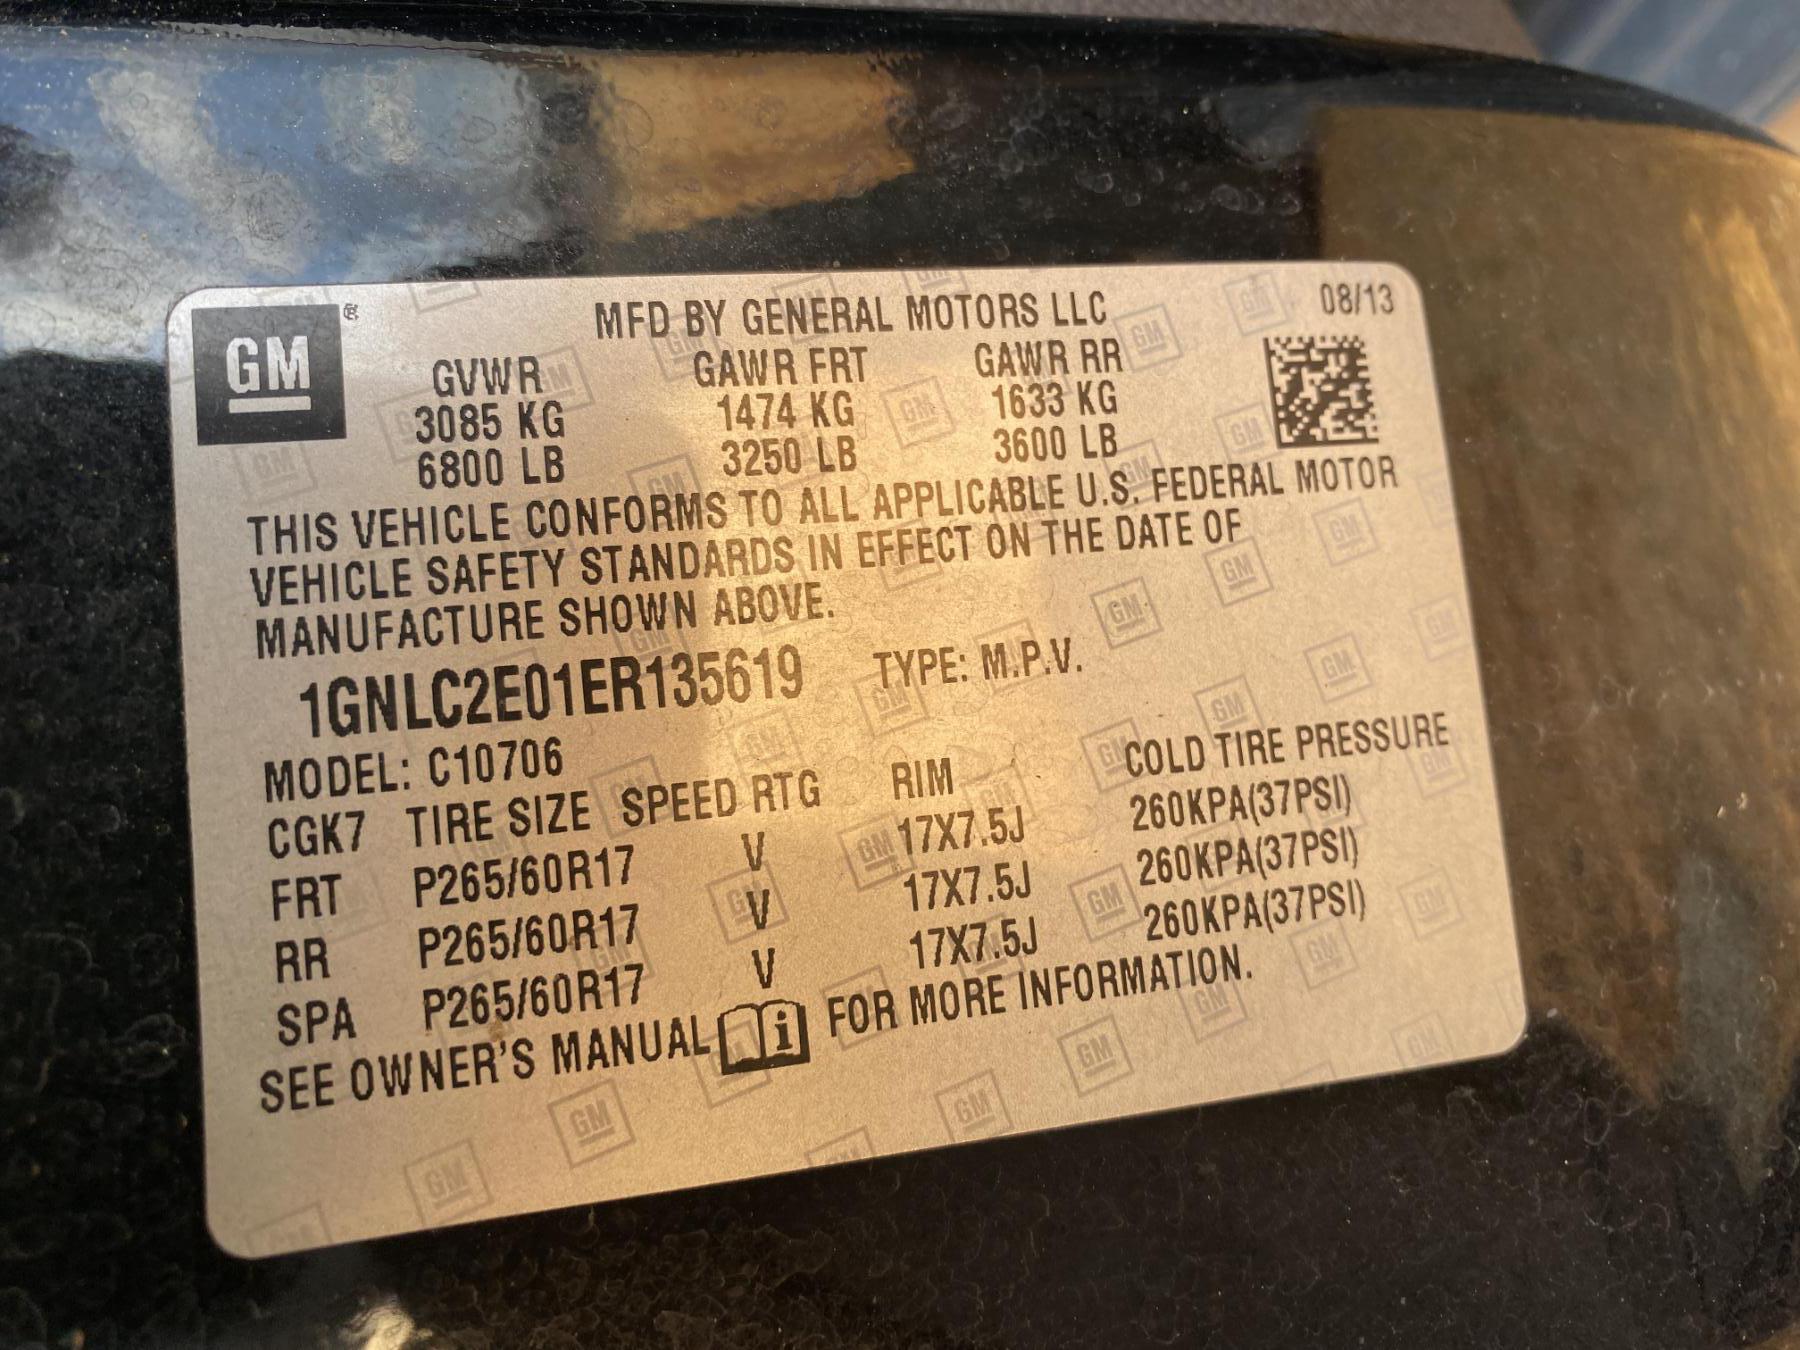 GM ® MFD BY GENERAL MOTORS LLC 08/13
GVWR GAWR FRT GAWR RR
3085 KG 1474 KG 1633 KG
6800 LB 3250 LB 3600 LB
THIS VEHICLE CONFORMS TO ALL APPLICABLE U.S. FEDERAL MOTOR
VEHICLE SAFETY STANDARDS IN EFFECT ON THE DATE OF
MANUFACTURE SHOWN ABOVE.
1GNLC2E01ER135619 TYPE: M.P.V.
MODEL: C10706
CGK7 TIRE SIZE SPEED RTG RIM COLD TIRE PRESSURE
FRT P265/60R17 V 17X7.5J 260KPA(37PSI)
RR P265/60R17 V 17X7.5J 260KPA(37PSI)
SPA P265/60R17 V 17X7.5J 260KPA(37PSI)
SEE OWNER'S MANUAL i FOR MORE INFORMATION.